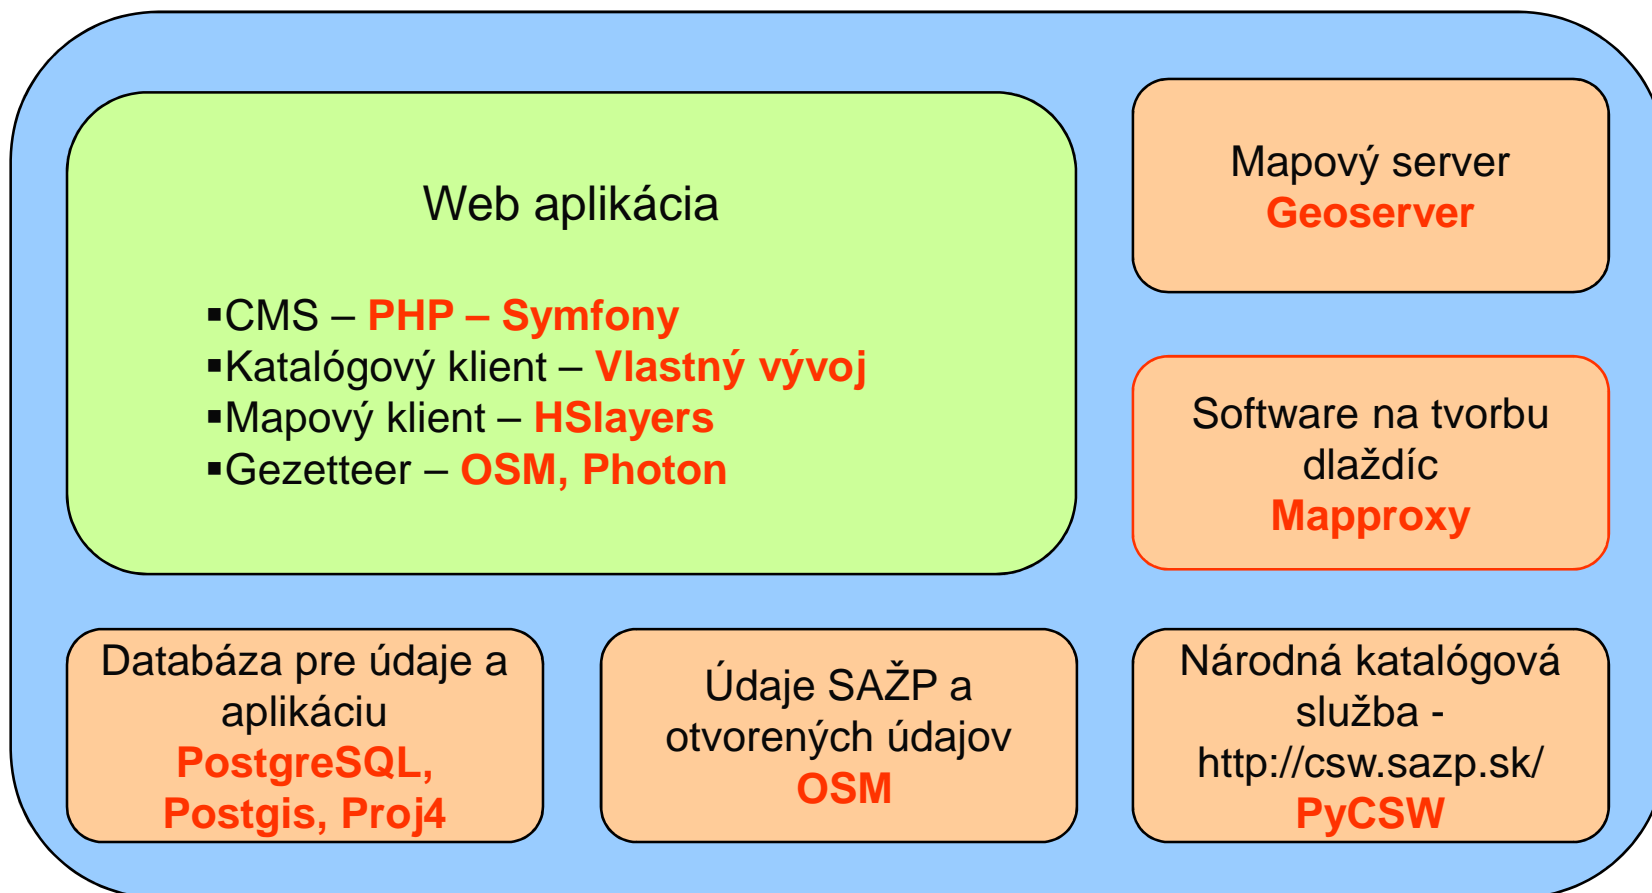 Web aplikácia
▪CMS – PHP – Symfony
▪Katalógový klient – Vlastný vývoj
▪Mapový klient – HSlayers
▪Gezetteer – OSM, Photon
Mapový server
Geoserver
Software na tvorbu
dlaždíc
Mapproxy
Databáza pre údaje a
aplikáciu
PostgreSQL,
Postgis, Proj4
Údaje SAŽP a
otvorených údajov
OSM
Národná katalógová
služba -
http://csw.sazp.sk/
PyCSW